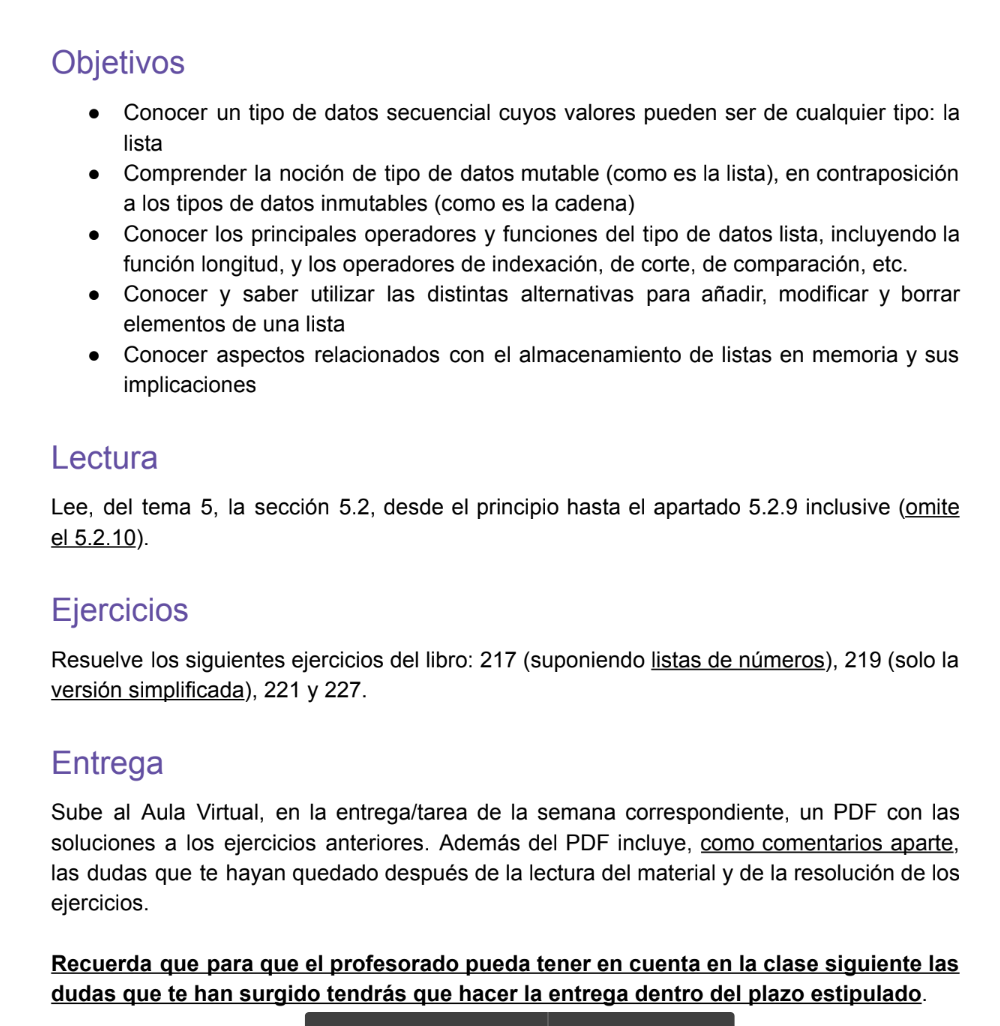 Objetivos
● Conocer un tipo de datos secuencial cuyos valores pueden ser de cualquier tipo: la
lista
● Comprender la noción de tipo de datos mutable (como es la lista), en contraposición
a los tipos de datos inmutables (como es la cadena)
● Conocer los principales operadores y funciones del tipo de datos lista, incluyendo la
función longitud, y los operadores de indexación, de corte, de comparación, etc.
● Conocer y saber utilizar las distintas alternativas para añadir, modificar y borrar
elementos de una lista
● Conocer aspectos relacionados con el almacenamiento de listas en memoria y sus
implicaciones
Lectura
Lee, del tema 5, la sección 5.2, desde el principio hasta el apartado 5.2.9 inclusive (omite
el 5.2.10).
Ejercicios
Resuelve los siguientes ejercicios del libro: 217 (suponiendo listas de números), 219 (solo la
versión simplificada), 221 y 227.
Entrega
Sube al Aula Virtual, en la entrega/tarea de la semana correspondiente, un PDF con las
soluciones a los ejercicios anteriores. Además del PDF incluye, como comentarios aparte,
las dudas que te hayan quedado después de la lectura del material y de la resolución de los
ejercicios.
Recuerda que para que el profesorado pueda tener en cuenta en la clase siguiente las
dudas que te han surgido tendrás que hacer la entrega dentro del plazo estipulado.